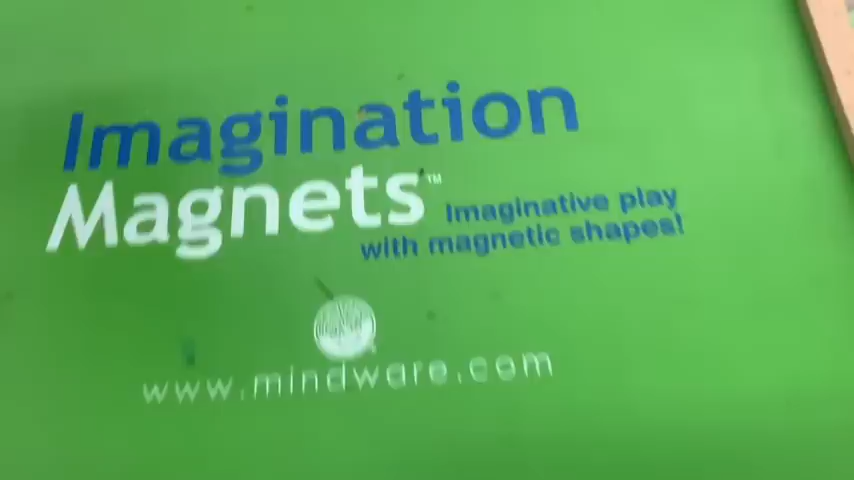 Imagination
Magnets™
Imaginative play
with magnetic shapes!
www.mindware.com